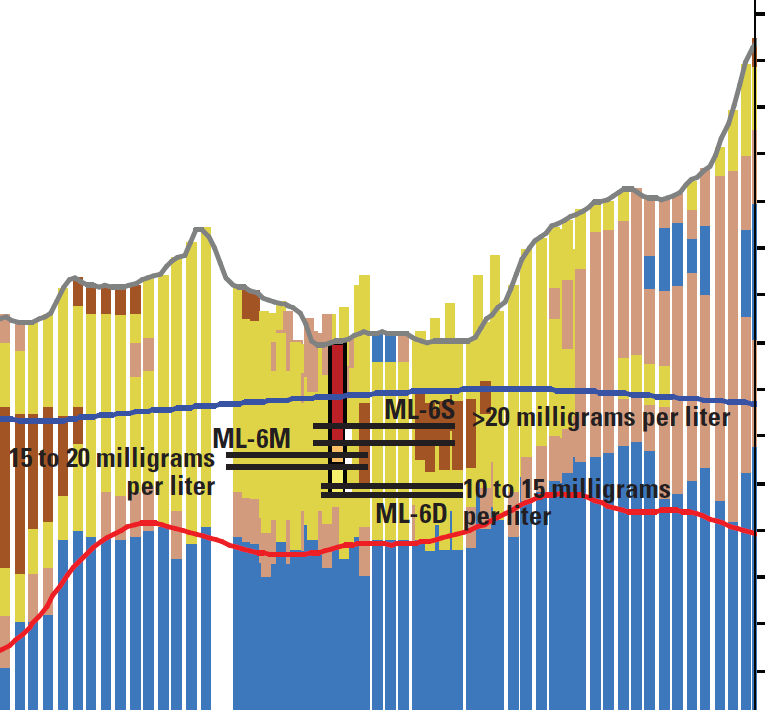 ML-6S
>20 milligrams per liter
ML-6M
15 to 20 milligrams
per liter
10 to 15 milligrams
per liter
ML-6D